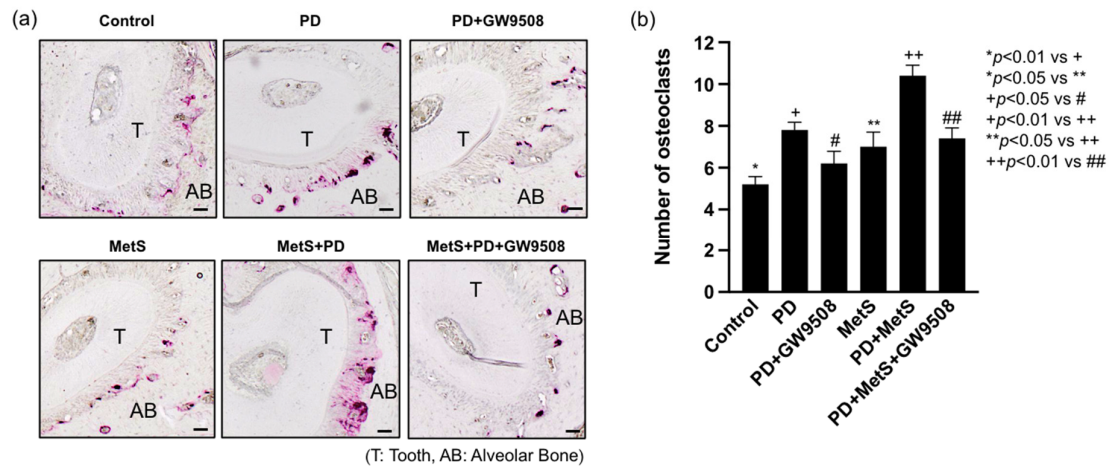 (a)
Control PD PD+GW9508
T T T
AB AB AB
MetS MetS+PD MetS+PD+GW9508
T T T
AB AB AB
(T: Tooth, AB: Alveolar Bone)
(b)
Number of osteoclasts
12
10
8
6
4
2
0
* + # ** ++ ##
Control PD PD+GW9508 MetS PD+MetS PD+MetS+GW9508
*p<0.01 vs +
*p<0.05 vs **
+p<0.05 vs #
+p<0.01 vs ++
**p<0.05 vs ++
++p<0.01 vs ##